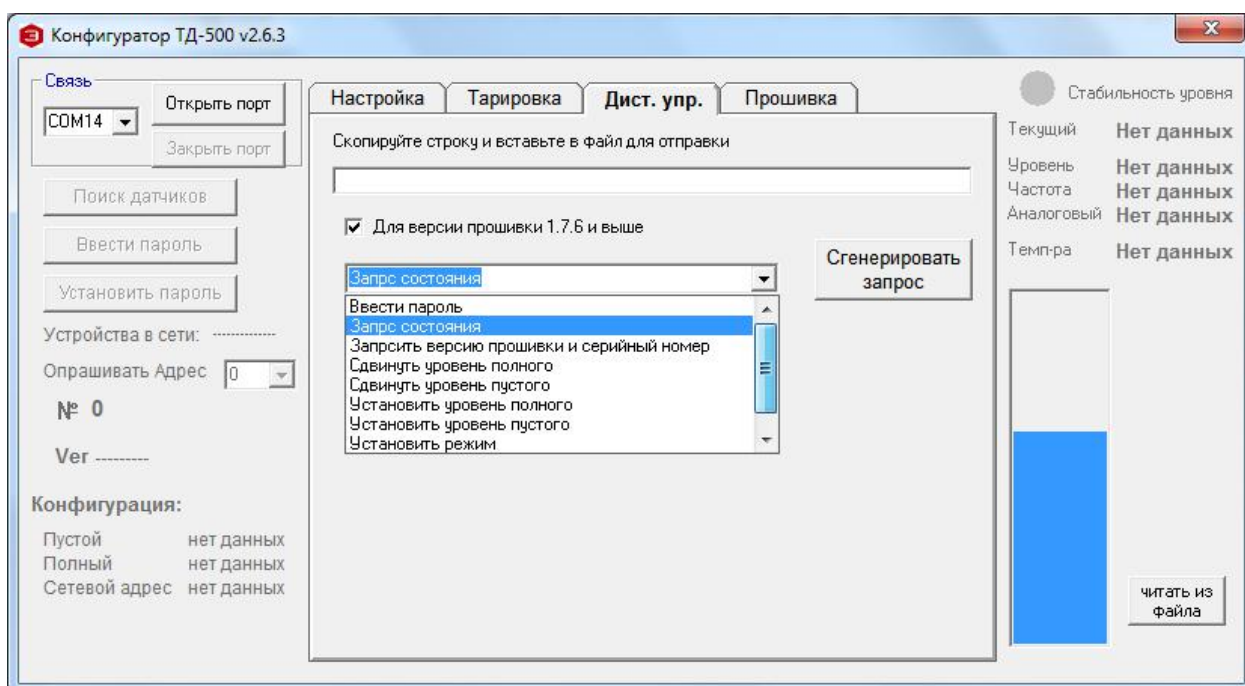 Конфигуратор ТД-500 v2.6.3
Связь
COM14
Открыть порт
Закрыть порт
Поиск датчиков
Ввести пароль
Установить пароль
Устройства в сети: -------------
Опрашивать Адрес 0
№ 0
Ver ---------
Конфигурация:
Пустой нет данных
Полный нет данных
Сетевой адрес нет данных
Настройка Тарировка Дист. упр. Прошивка
Скопируйте строку и вставьте в файл для отправки
Для версии прошивки 1.7.6 и выше
Запрс состояния
Сгенерировать
запрос
Ввести пароль
Запрс состояния
Запрсить версию прошивки и серийный номер
Сдвинуть уровень полного
Сдвинуть уровень пустого
Установить уровень полного
Установить уровень пустого
Установить режим
Стабильность уровня
Текущий Нет данных
Уровень Нет данных
Частота Нет данных
Аналоговый Нет данных
Темп-ра Нет данных
читать из
файла